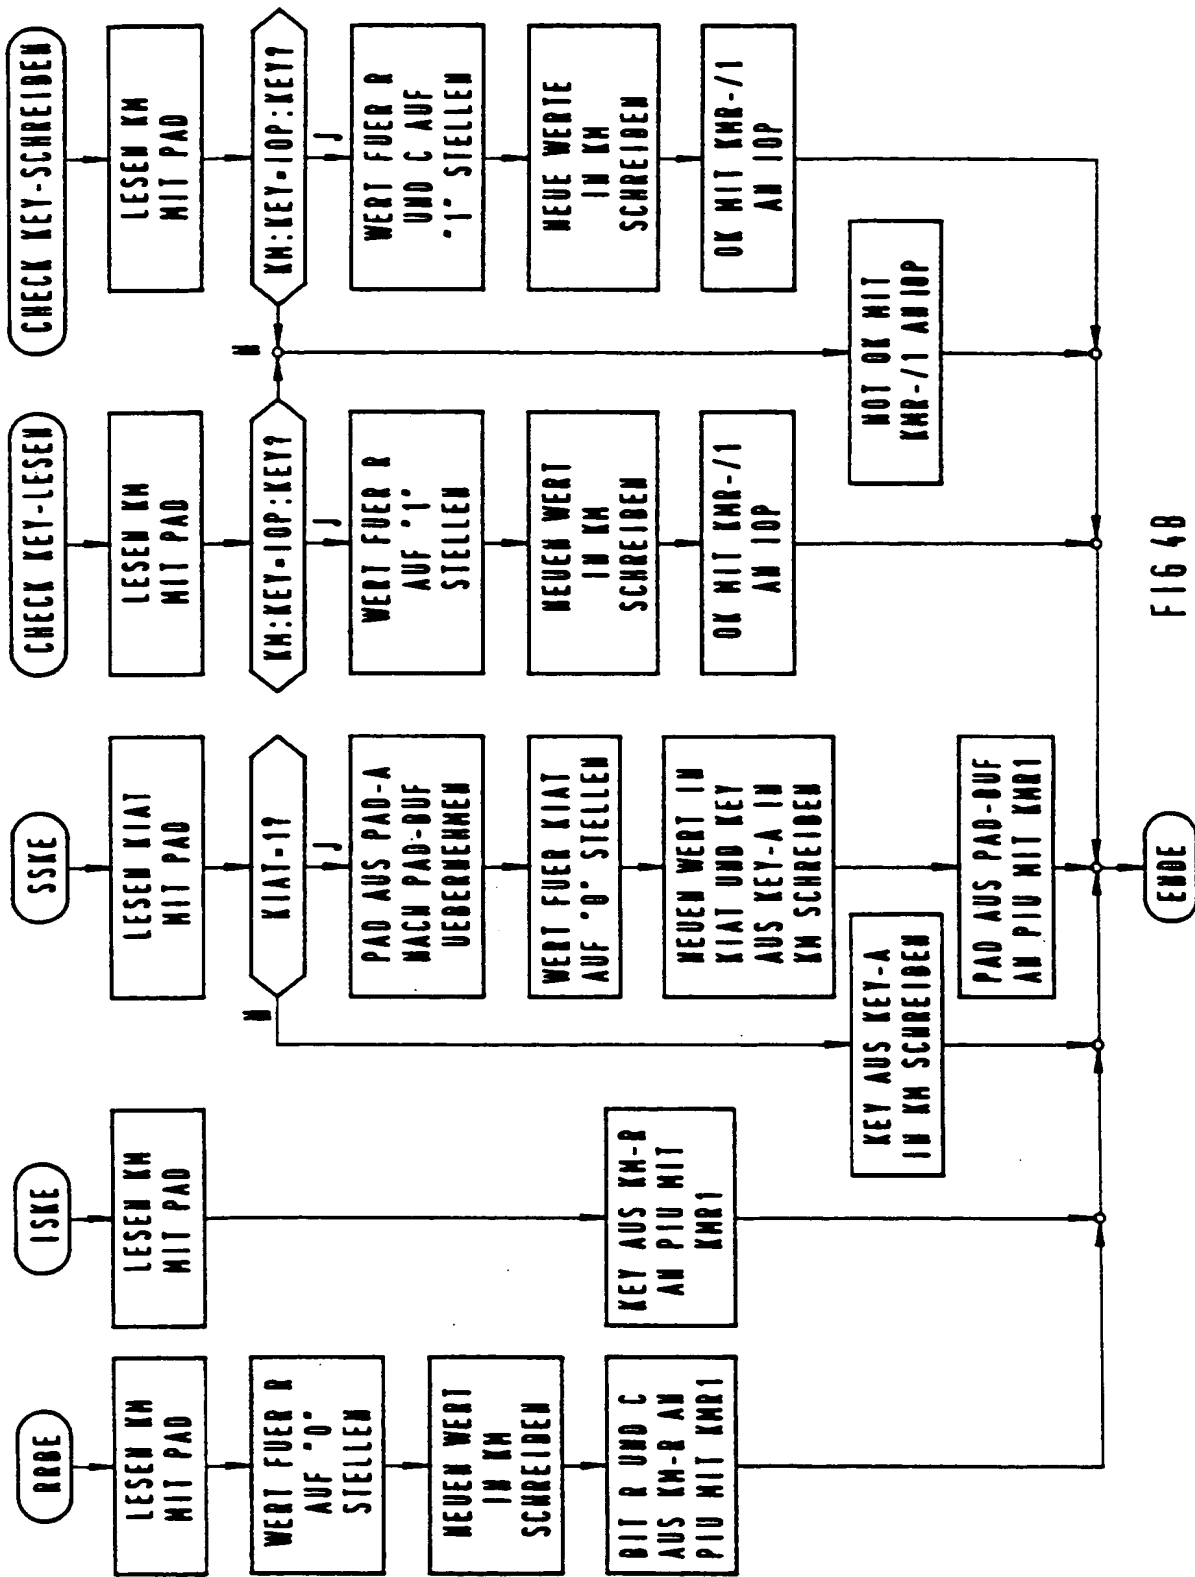 RRBE
LESEN KM
MIT PAD
WERT FUER R
AUF "0"
STELLEN
NEUEN WERT
IN KM
SCHREIBEN
BIT R UND C
AUS KM-R AN
PIU MIT KMR1
ISKE
LESEN KM
MIT PAD
KEY AUS KM-R
AN PIU MIT
KMR1
SSKE
LESEN KIAT
MIT PAD
KIAT=1?
N
J
PAD AUS PAD-A
NACH PAD-BUF
UEBERNEHMEN
WERT FUER KIAT
AUF "0" STELLEN
NEUEN WERT IN
KIAT UND KEY
AUS KEY-A IN
KM SCHREIBEN
KEY AUS KEY-A
IN KM SCHREIBEN
PAD AUS PAD-BUF
AN PIU MIT KMR1
CHECK KEY-LESEN
LESEN KM
MIT PAD
KM:KEY=IOP:KEY?
J
WERT FUER R
AUF "1"
STELLEN
NEUEN WERT
IN KM
SCHREIBEN
OK MIT KMR-/1
AN IOP
N
NOT OK MIT
KMR-/1 AN IOP
CHECK KEY-SCHREIBEN
LESEN KM
MIT PAD
KM:KEY=IOP:KEY?
J
WERT FUER R
UND C AUF
"1" STELLEN
NEUE WERTE
IN KM
SCHREIBEN
OK MIT KMR-/1
AN IOP
ENDE
FIG 4B